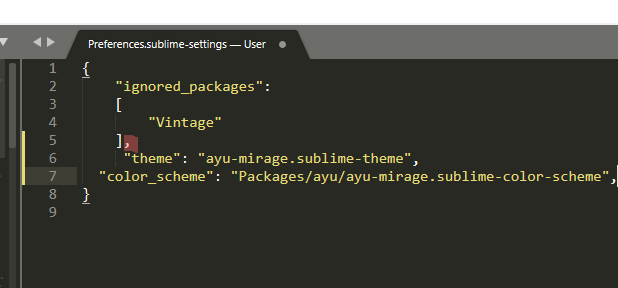 Preferences.sublime-settings — User
1 {
2 "ignored_packages":
3 [
4 "Vintage"
5 ],
6 "theme": "ayu-mirage.sublime-theme",
7 "color_scheme": "Packages/ayu/ayu-mirage.sublime-color-scheme",
8 }
9